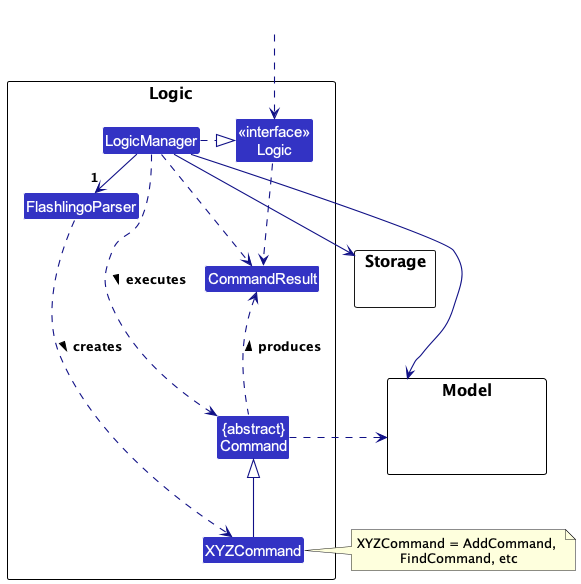 Logic
LogicManager
«interface»
Logic
1
FlashlingoParser
CommandResult
Storage
executes
creates
produces
Model
{abstract}
Command
XYZCommand
XYZCommand = AddCommand,
FindCommand, etc